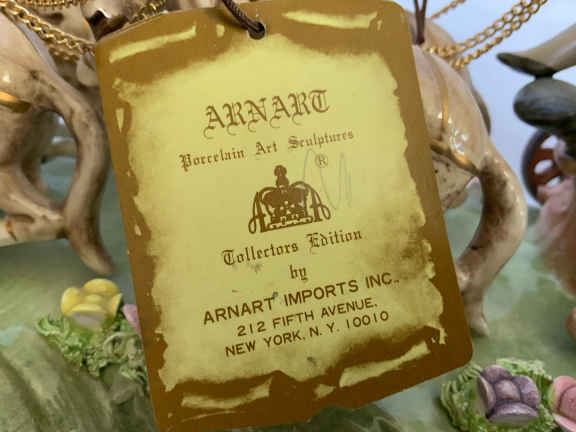 ARNART
Porcelain Art Sculptures
®
Collectors Edition
by
ARNART IMPORTS INC.
212 FIFTH AVENUE,
NEW YORK, N. Y. 10010